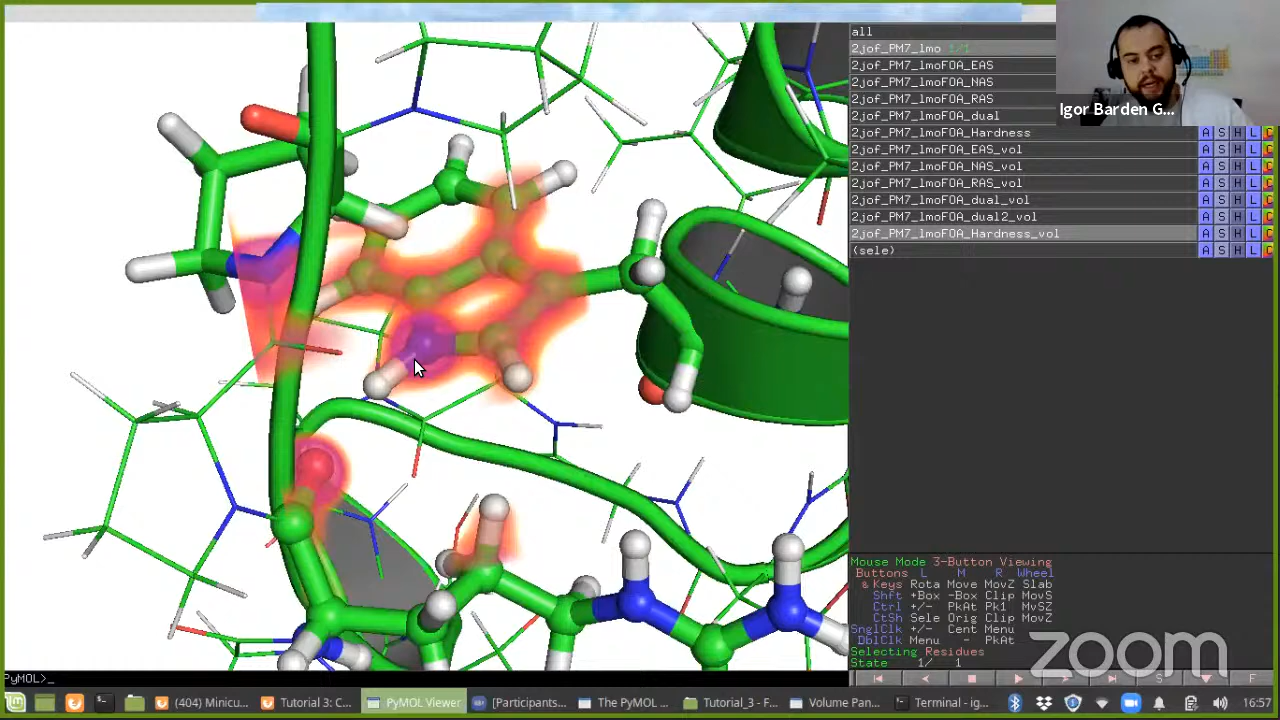 all
2jof_PM7_lmo 1/1
2jof_PM7_lmoFOA_EAS
2jof_PM7_lmoFOA_NAS
2jof_PM7_lmoFOA_RAS
2jof_PM7_lmoFOA_dual
2jof_PM7_lmoFOA_Hardness A S H L C
2jof_PM7_lmoFOA_EAS_vol A S H L C
2jof_PM7_lmoFOA_NAS_vol A S H L C
2jof_PM7_lmoFOA_RAS_vol A S H L C
2jof_PM7_lmoFOA_dual_vol A S H L C
2jof_PM7_lmoFOA_dual2_vol A S H L C
2jof_PM7_lmoFOA_Hardness_vol A S H L C
(sele) A S H L C
Igor Barden G...
Mouse Mode 3-Button Viewing
Buttons L M R Wheel
& Keys Rota Move MovZ Slab
Shft +Box -Box Clip MovS
Ctrl +/- PkAt Pk1 MvSZ
CtSh Sele Orig Clip MovZ
SnglClk +/- Cent Menu
DblClk Menu - PkAt
Selecting Residues
State 1/ 1
zoom
S F
PyMOL>_
(404) Minicu...
Tutorial 3: C...
PyMOL Viewer
[Participants...
The PyMO ...
Tutorial_3 - F...
Volume Pan...
Terminal - ig...
16:57